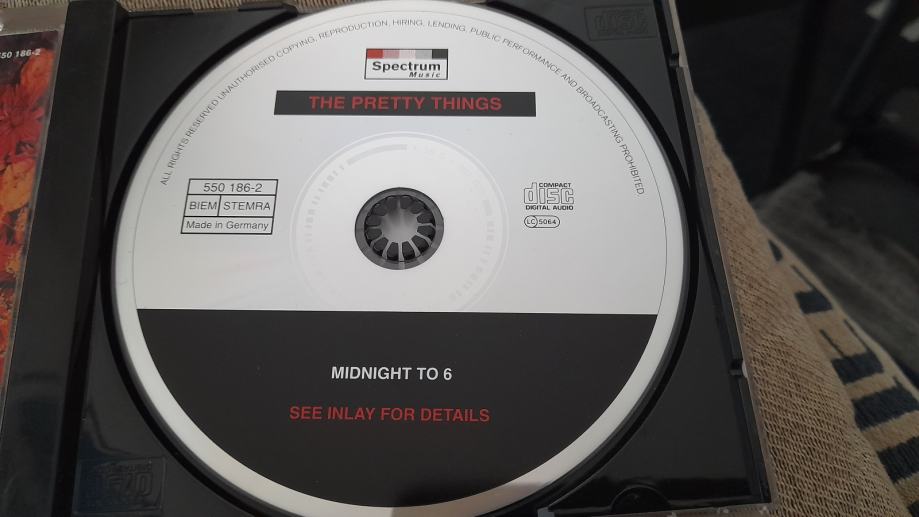 550 186-2
ALL RIGHTS RESERVED UNAUTHORISED COPYING, REPRODUCTION, HIRING, LENDING, PUBLIC PERFORMANCE AND BROADCASTING PROHIBITED
Spectrum
Music
THE PRETTY THINGS
550 186-2
BIEM STEMRA
Made in Germany
COMPACT
disc
DIGITAL AUDIO
LC 5064
MIDNIGHT TO 6
SEE INLAY FOR DETAILS